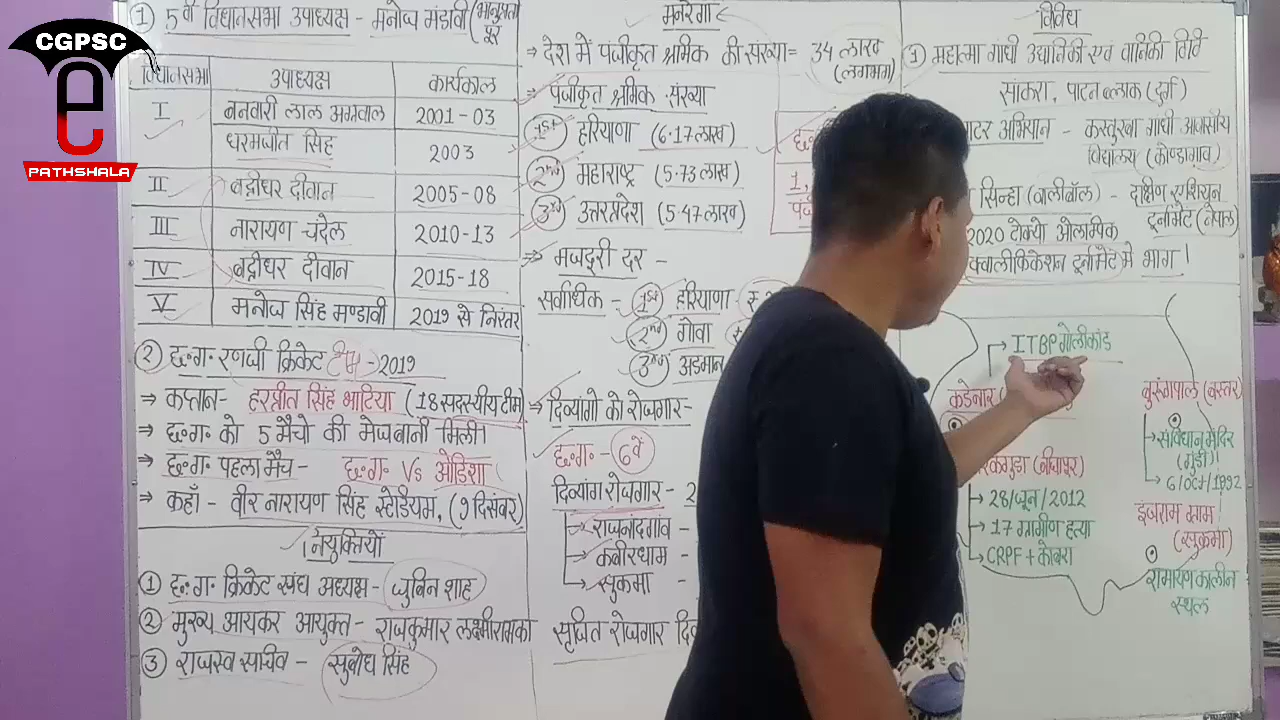 CGPSC
e
PATHSHALA
① 5वीं विधानसभा उपाध्यक्ष - मनोज मंडावी (भानुप्रतापपुर)
विधानसभा उपाध्यक्ष कार्यकाल
I बनवारी लाल अग्रवाल 2001-03
धरमजीत सिंह 2003
II बद्रीधर दीवान 2005-08
III नारायण चंदेल 2010-13
IV बद्रीधर दीवान 2015-18
V मनोज सिंह मण्डावी 2019 से निरंतर
② छ.ग. रणजी क्रिकेट टीम -2019
⇒ कप्तान- हरप्रीत सिंह भाटिया (18 सदस्यीय टीम)
⇒ छ.ग. को 5 मैचो की मेजबानी मिली।
⇒ छ.ग. पहला मैच- छ.ग. Vs ओडिशा
⇒ कहाँ - वीर नारायण सिंह स्टेडियम, (9 दिसंबर)
नियुक्तियाँ
① छ.ग. क्रिकेट संघ अध्यक्ष- जुबिन शाह
② मुख्य आयकर आयुक्त- राजकुमार
③ राजस्व सचिव - सुबोध सिंह
मनरेगा
⇒ देश में पंजीकृत श्रमिक की संख्या = 34 लाख
(लगभग)
⇒ पंजीकृत श्रमिक संख्या
1st हरियाणा (6.17 लाख)
2nd महाराष्ट्र (5.73 लाख)
3rd उत्तरप्रदेश (5.47 लाख)
छ.
1,
पंजी
⇒ मजदूरी दर -
सर्वाधिक - 1st हरियाणा ₹
2nd गोवा
3rd अंडमान
⇒ दिव्यांगो को रोजगार-
छ.ग. - 6वें
दिव्यांग रोजगार - 2
राजनांदगांव -
कबीरधाम -
सुकमा -
सृजित रोजगार
विविध
① महात्मा गांधी उद्यानिकी एवं वानिकी विवि
सांकरा, पाटन ब्लाक (दुर्ग)
अभियान - कस्तूरबा गांधी आवासीय
विद्यालय (कोण्डागांव)
सिन्हा (वालीबॉल) - दक्षिण एशियन
टूर्नामेंट (नेपाल)
2020 टोक्यो ओलाम्पिक
क्वालीफिकेशन टूर्नामेंट में भाग।
ITBP गोलीकांड
कडेनार
(बीजापुर)
28/जून/2012
17 ग्रामीण हत्या
CRPF + कोबरा
बुरुंगपाल (बस्तर)
संविधान मंदिर
(गुडी)
6/Oct/1992
इंजराम ग्राम
(सुकमा)
रामायण कालीन
स्थल